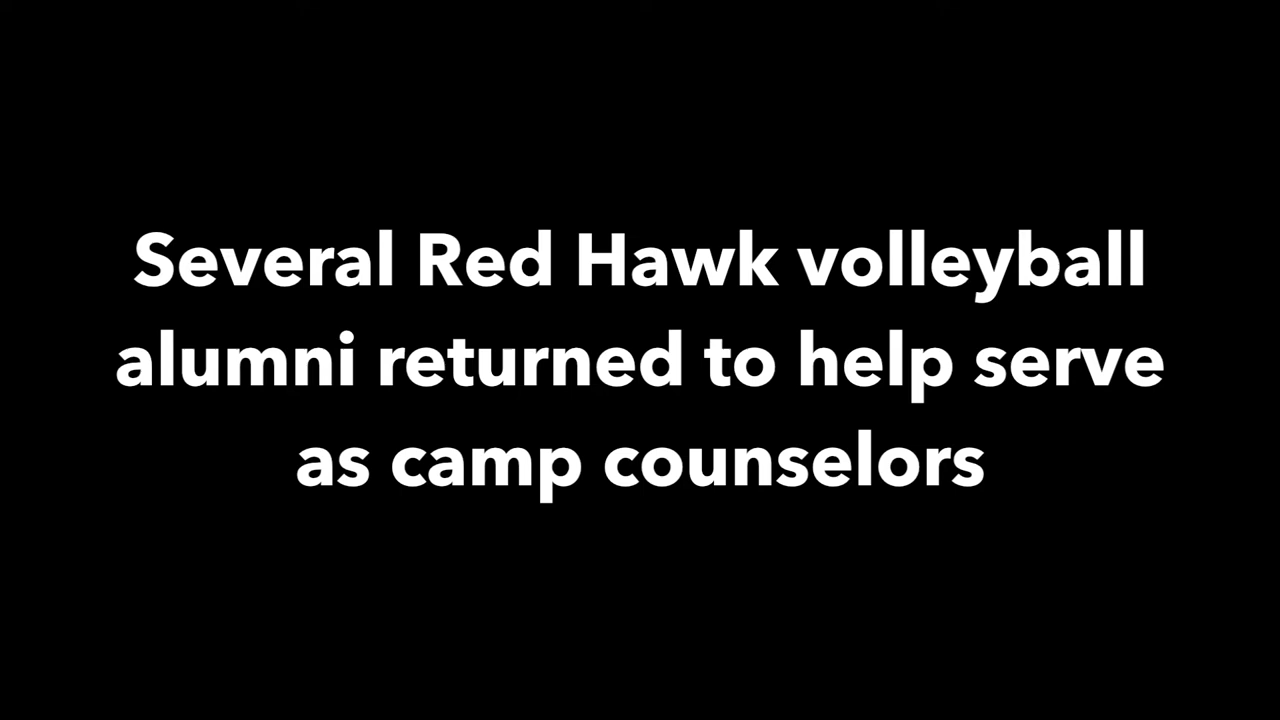 Several Red Hawk volleyball
alumni returned to help serve
as camp counselors